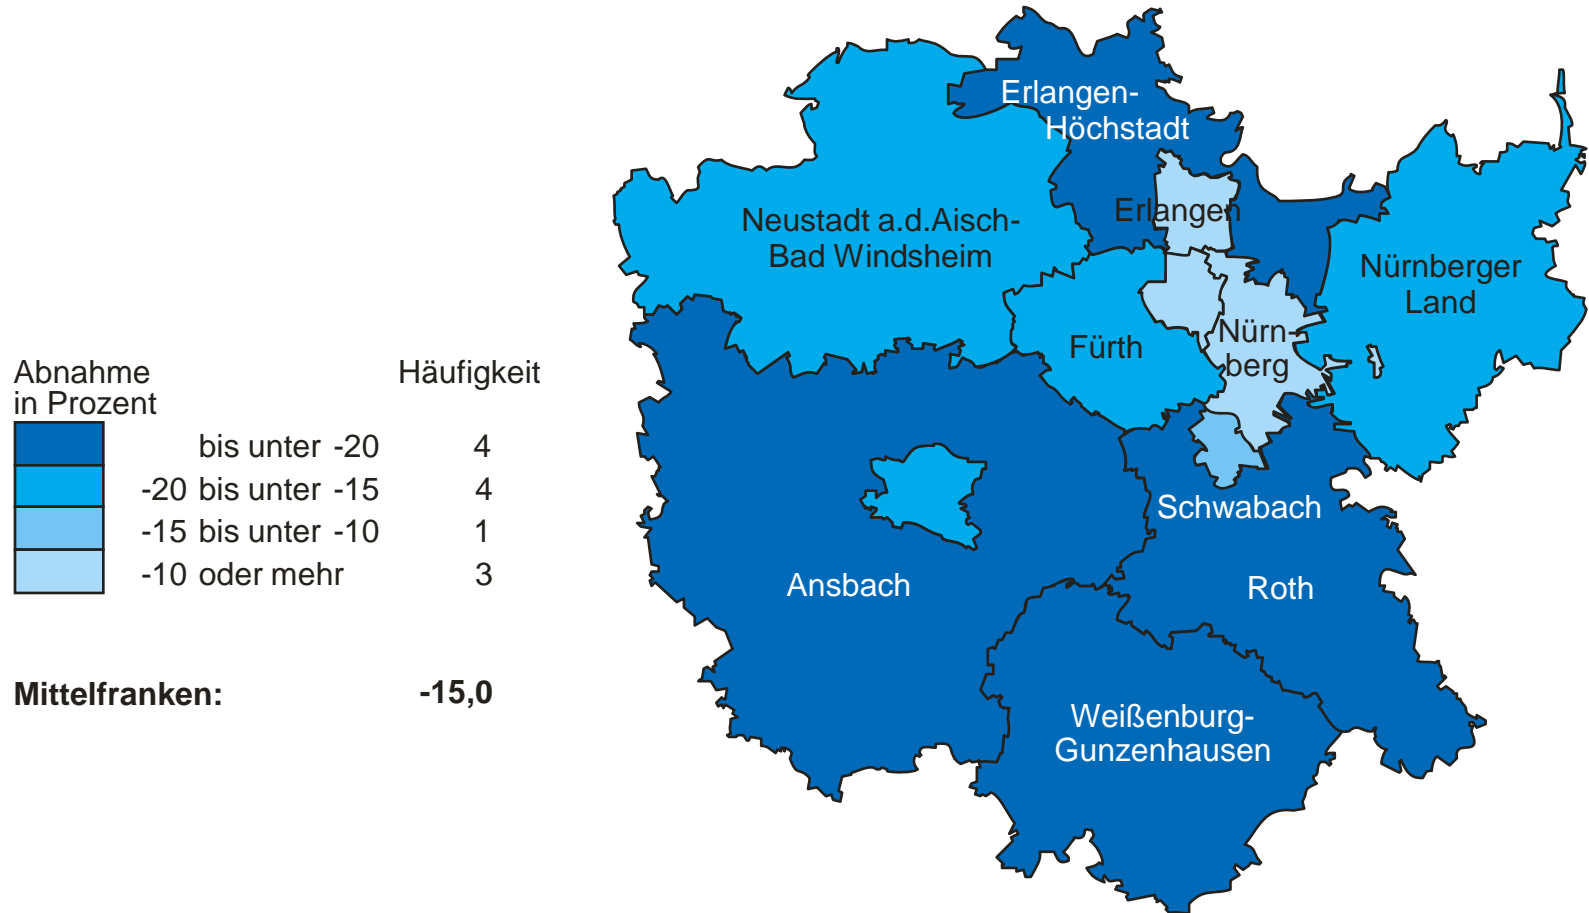 Abnahme
in Prozent
Häufigkeit
bis unter -20 4
-20 bis unter -15 4
-15 bis unter -10 1
-10 oder mehr 3
Mittelfranken: -15,0
Erlangen-
Höchstadt
Erlangen
Neustadt a.d.Aisch-
Bad Windsheim
Nürnberger
Land
Fürth
Nürn-
berg
Schwabach
Ansbach
Roth
Weißenburg-
Gunzenhausen